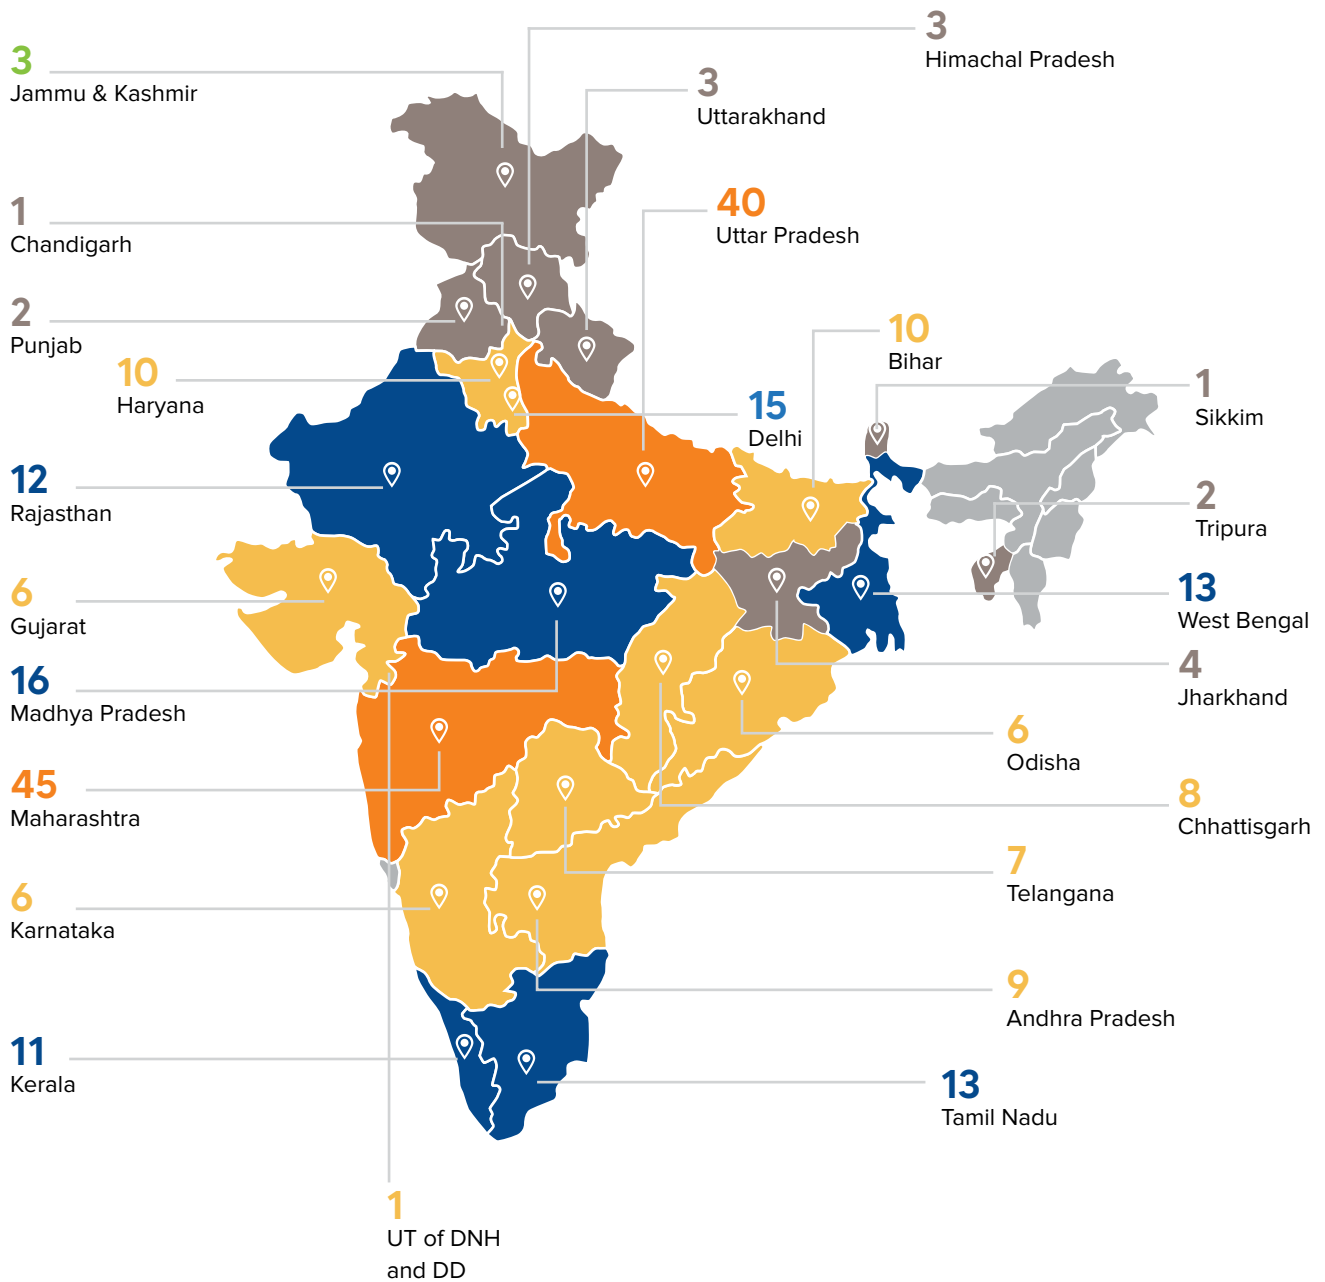 3
Himachal Pradesh
3
Jammu & Kashmir
3
Uttarakhand
40
Uttar Pradesh
1
Chandigarh
2
Punjab
10
Haryana
10
Bihar
1
Sikkim
15
Delhi
12
Rajasthan
2
Tripura
6
Gujarat
13
West Bengal
4
Jharkhand
16
Madhya Pradesh
6
Odisha
45
Maharashtra
8
Chhattisgarh
7
Telangana
6
Karnataka
9
Andhra Pradesh
11
Kerala
13
Tamil Nadu
1
UT of DNH
and DD